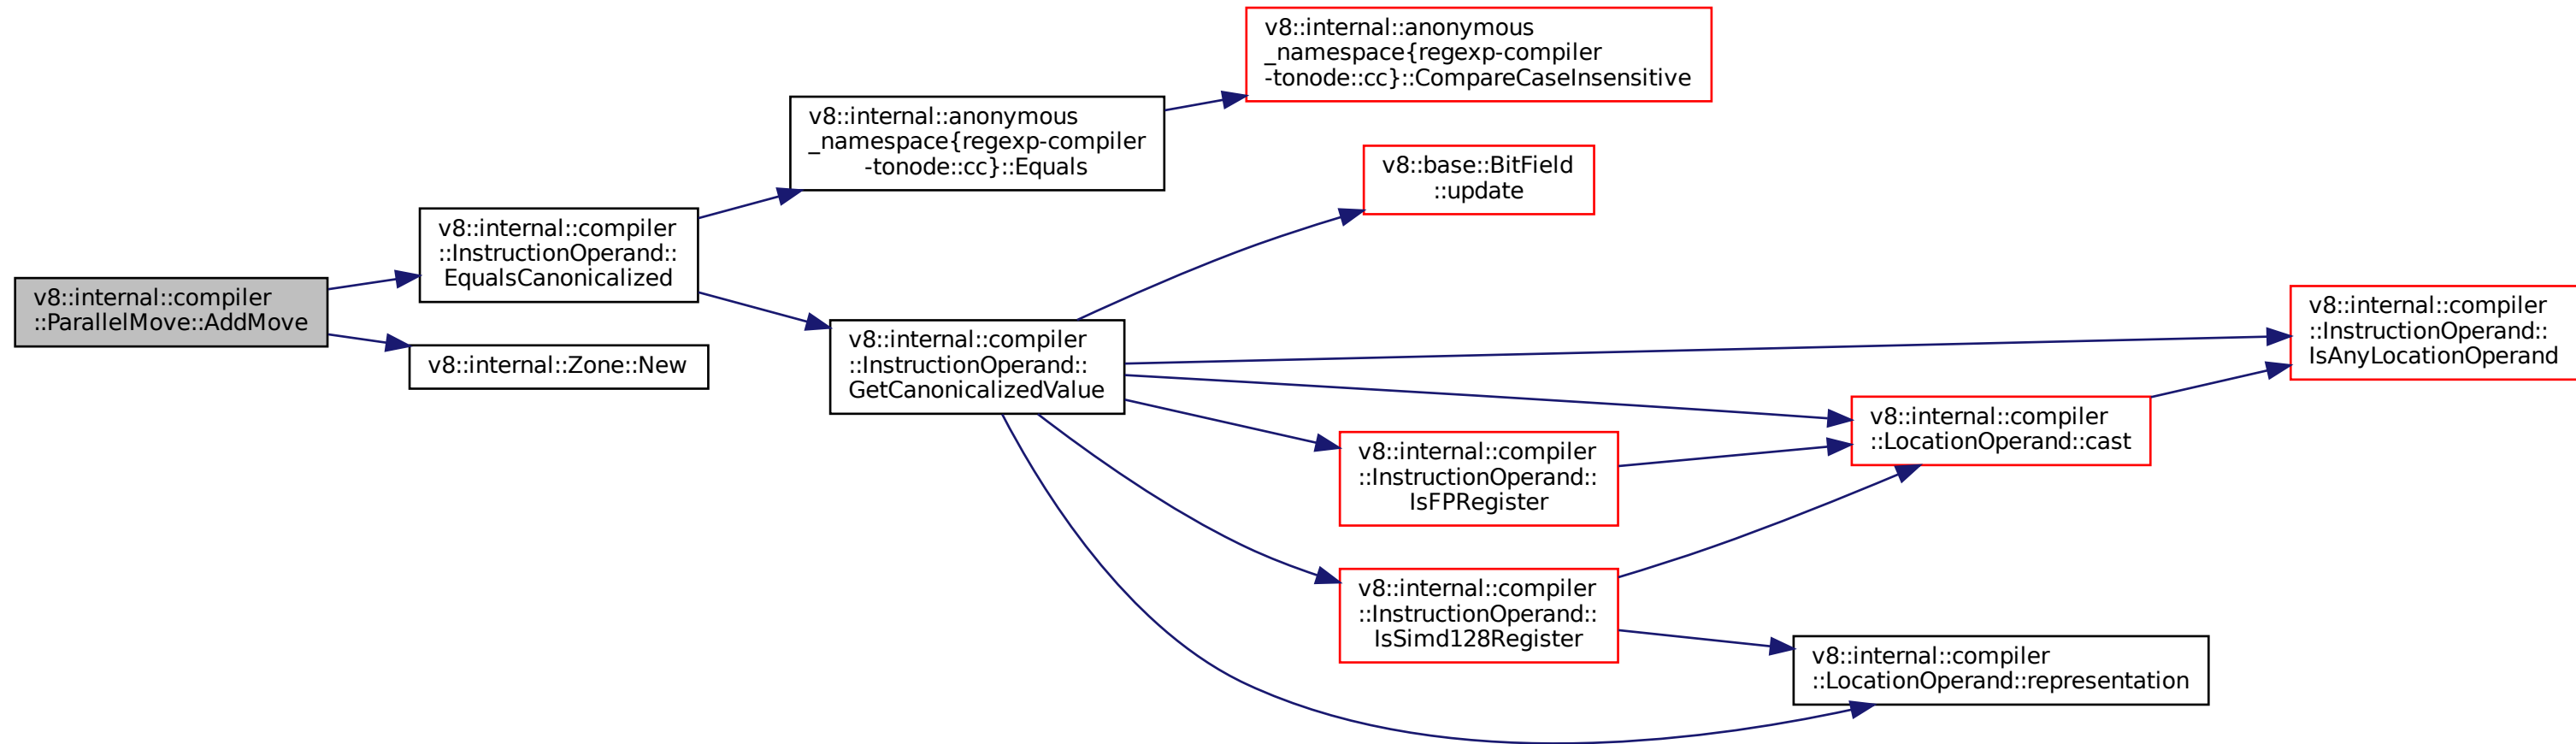 v8::internal::compiler
::ParallelMove::AddMove
v8::internal::compiler
::InstructionOperand::
EqualsCanonicalized
v8::internal::Zone::New
v8::internal::anonymous
_namespace{regexp-compiler
-tonode::cc}::Equals
v8::internal::compiler
::InstructionOperand::
GetCanonicalizedValue
v8::internal::anonymous
_namespace{regexp-compiler
-tonode::cc}::CompareCaseInsensitive
v8::base::BitField
::update
v8::internal::compiler
::InstructionOperand::
IsFPRegister
v8::internal::compiler
::InstructionOperand::
IsSimd128Register
v8::internal::compiler
::LocationOperand::cast
v8::internal::compiler
::LocationOperand::representation
v8::internal::compiler
::InstructionOperand::
IsAnyLocationOperand